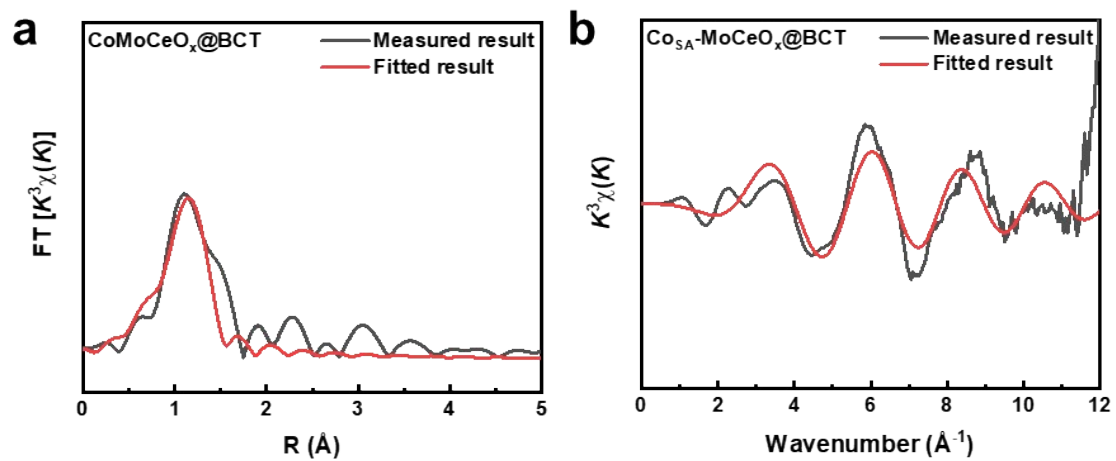 a
CoMoCeOₓ@BCT
Measured result
Fitted result
FT [K³χ(K)]
0 1 2 3 4 5
R (Å)
b
Co_SA-MoCeOₓ@BCT
Measured result
Fitted result
K³χ(K)
0 2 4 6 8 10 12
Wavenumber (Å⁻¹)